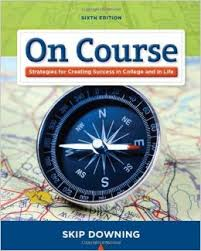 SIXTH EDITION
On Course
Strategies for Creating Success in College and in Life
SKIP DOWNING